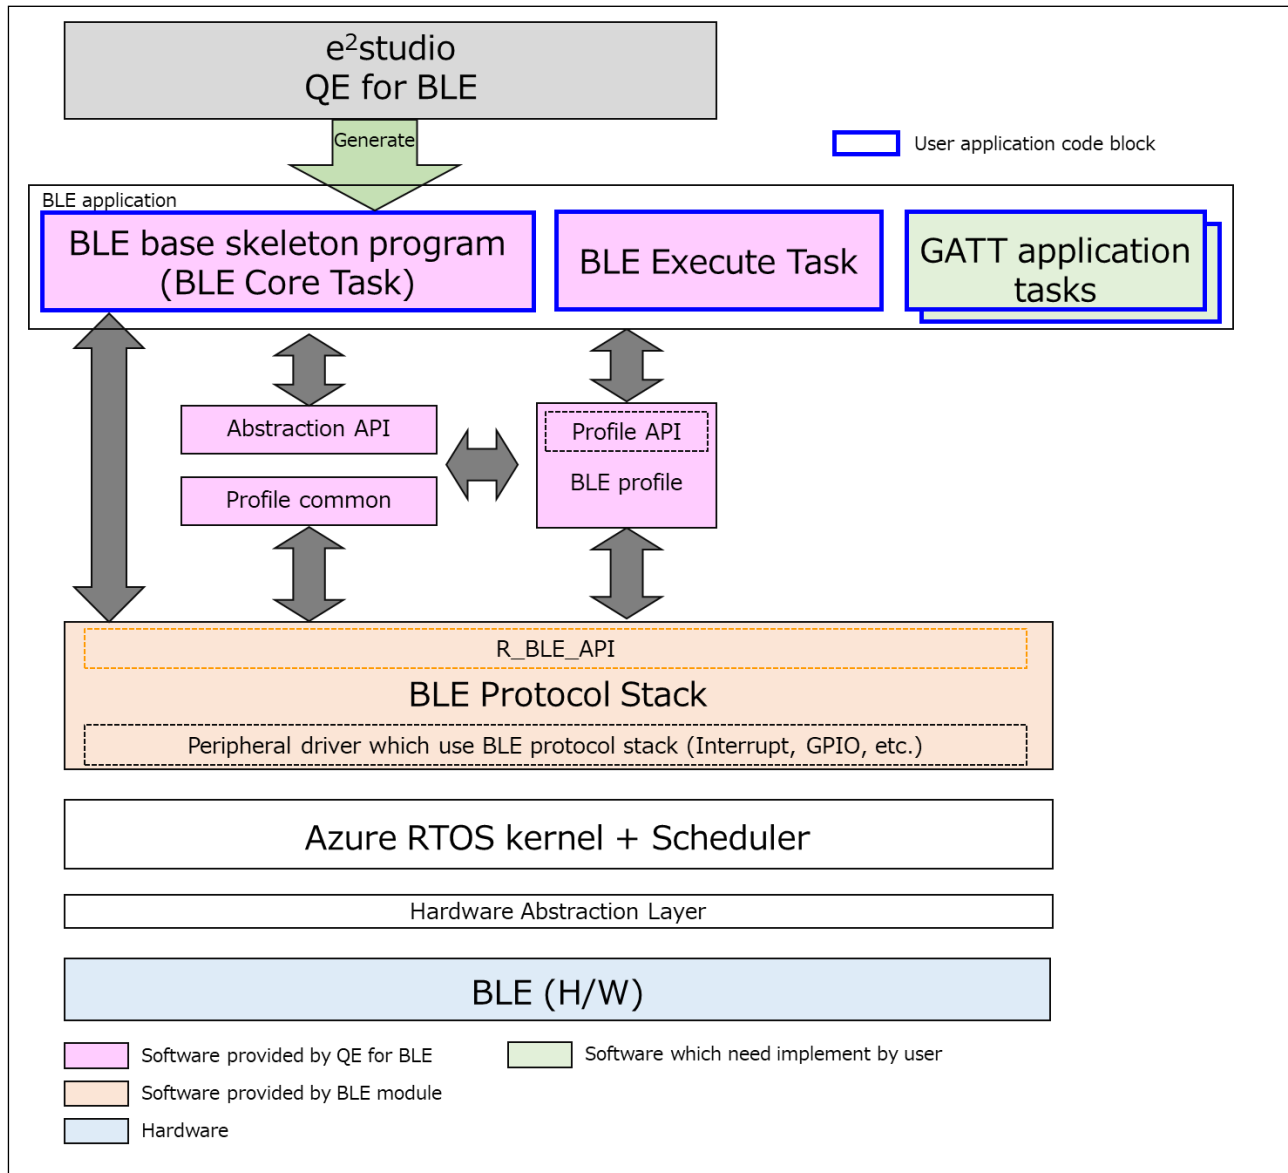 e²studio
QE for BLE
Generate
User application code block
BLE application
BLE base skeleton program
(BLE Core Task)
BLE Execute Task
GATT application
tasks
Abstraction API
Profile API
BLE profile
Profile common
R_BLE_API
BLE Protocol Stack
Peripheral driver which use BLE protocol stack (Interrupt, GPIO, etc.)
Azure RTOS kernel + Scheduler
Hardware Abstraction Layer
BLE (H/W)
Software provided by QE for BLE
Software which need implement by user
Software provided by BLE module
Hardware